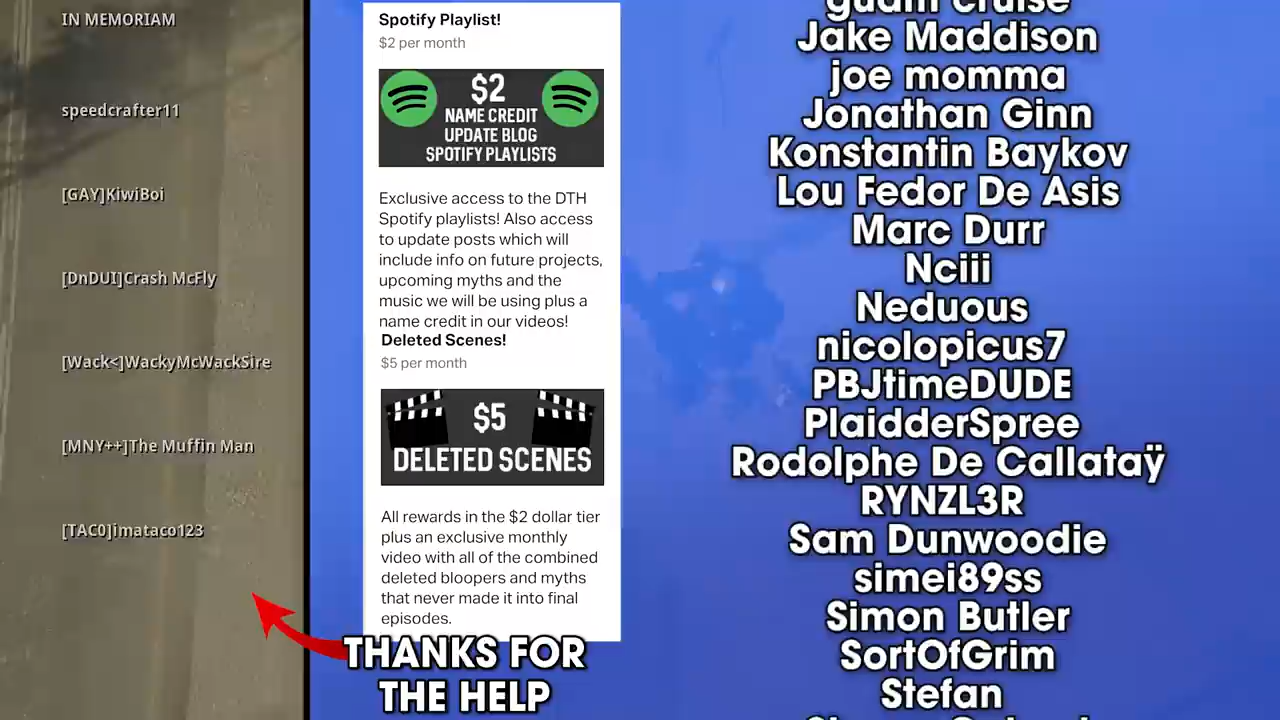 IN MEMORIAM
speedcrafter11
[GAY]KiwiBoi
[DnDUI]Crash McFly
[Wack<]WackyMcWackSire
[MNY++]The Muffin Man
[TAC0]imataco123
Spotify Playlist!
$2 per month
$2
NAME CREDIT
UPDATE BLOG
SPOTIFY PLAYLISTS
Exclusive access to the DTH
Spotify playlists! Also access
to update posts which will
include info on future projects,
upcoming myths and the
music we will be using plus a
name credit in our videos!
Deleted Scenes!
$5 per month
$5
DELETED SCENES
All rewards in the $2 dollar tier
plus an exclusive monthly
video with all of the combined
deleted bloopers and myths
that never made it into final
episodes.
THANKS FOR
THE HELP
guam cruise
Jake Maddison
joe momma
Jonathan Ginn
Konstantin Baykov
Lou Fedor De Asis
Marc Durr
Nciii
Neduous
nicolopicus7
PBJtimeDUDE
PlaidderSpree
Rodolphe De Callataÿ
RYNZL3R
Sam Dunwoodie
simei89ss
Simon Butler
SortOfGrim
Stefan